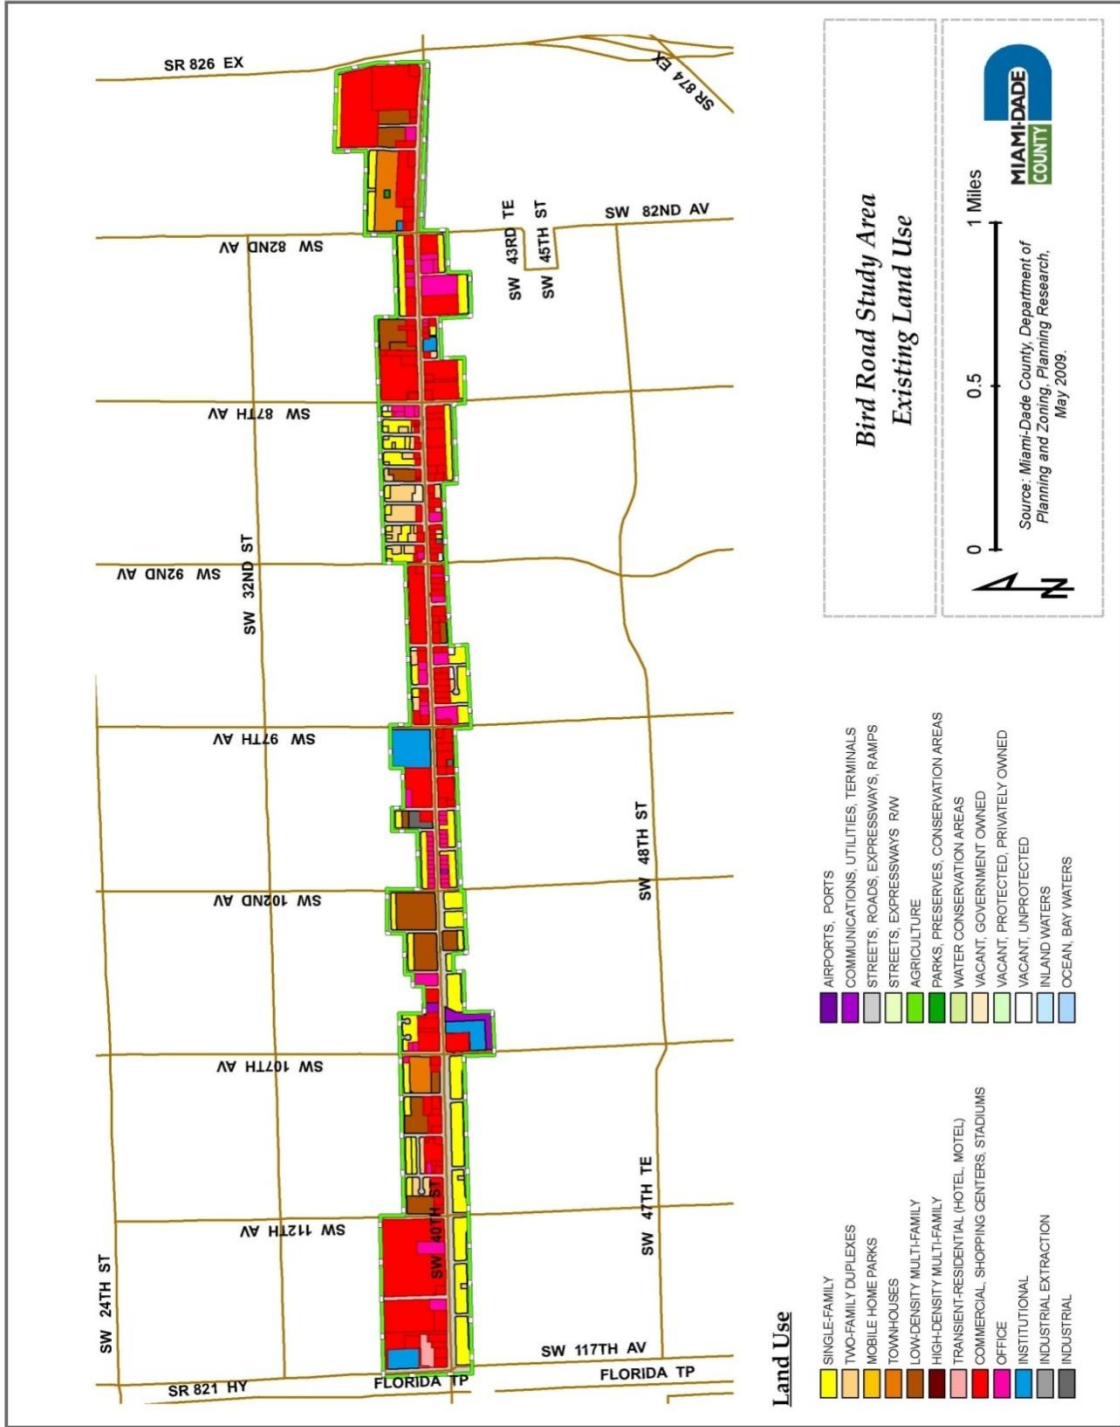 SR 826 EX
SR 874 EX
SW 82ND AV
SW 43RD TE
SW 45TH ST
SW 82ND AV
SW 87TH AV
SW 92ND AV
SW 32ND ST
SW 97TH AV
SW 48TH ST
SW 102ND AV
SW 107TH AV
SW 47TH TE
SW 40TH ST
SW 112TH AV
SW 24TH ST
SW 117TH AV
SR 821 HY
FLORIDA TP
FLORIDA TP
Bird Road Study Area
Existing Land Use
N
0
0.5
1 Miles
Source: Miami-Dade County, Department of
Planning and Zoning, Planning Research,
May 2009.
MIAMI-DADE
COUNTY
Land Use
SINGLE-FAMILY
TWO-FAMILY DUPLEXES
MOBILE HOME PARKS
TOWNHOUSES
LOW-DENSITY MULTI-FAMILY
HIGH-DENSITY MULTI-FAMILY
TRANSIENT-RESIDENTIAL (HOTEL, MOTEL)
COMMERCIAL, SHOPPING CENTERS, STADIUMS
OFFICE
INSTITUTIONAL
INDUSTRIAL EXTRACTION
INDUSTRIAL
AIRPORTS, PORTS
COMMUNICATIONS, UTILITIES, TERMINALS
STREETS, ROADS, EXPRESSWAYS, RAMPS
STREETS, EXPRESSWAYS R/W
AGRICULTURE
PARKS, PRESERVES, CONSERVATION AREAS
WATER CONSERVATION AREAS
VACANT, GOVERNMENT OWNED
VACANT, PROTECTED, PRIVATELY OWNED
VACANT, UNPROTECTED
INLAND WATERS
OCEAN, BAY WATERS